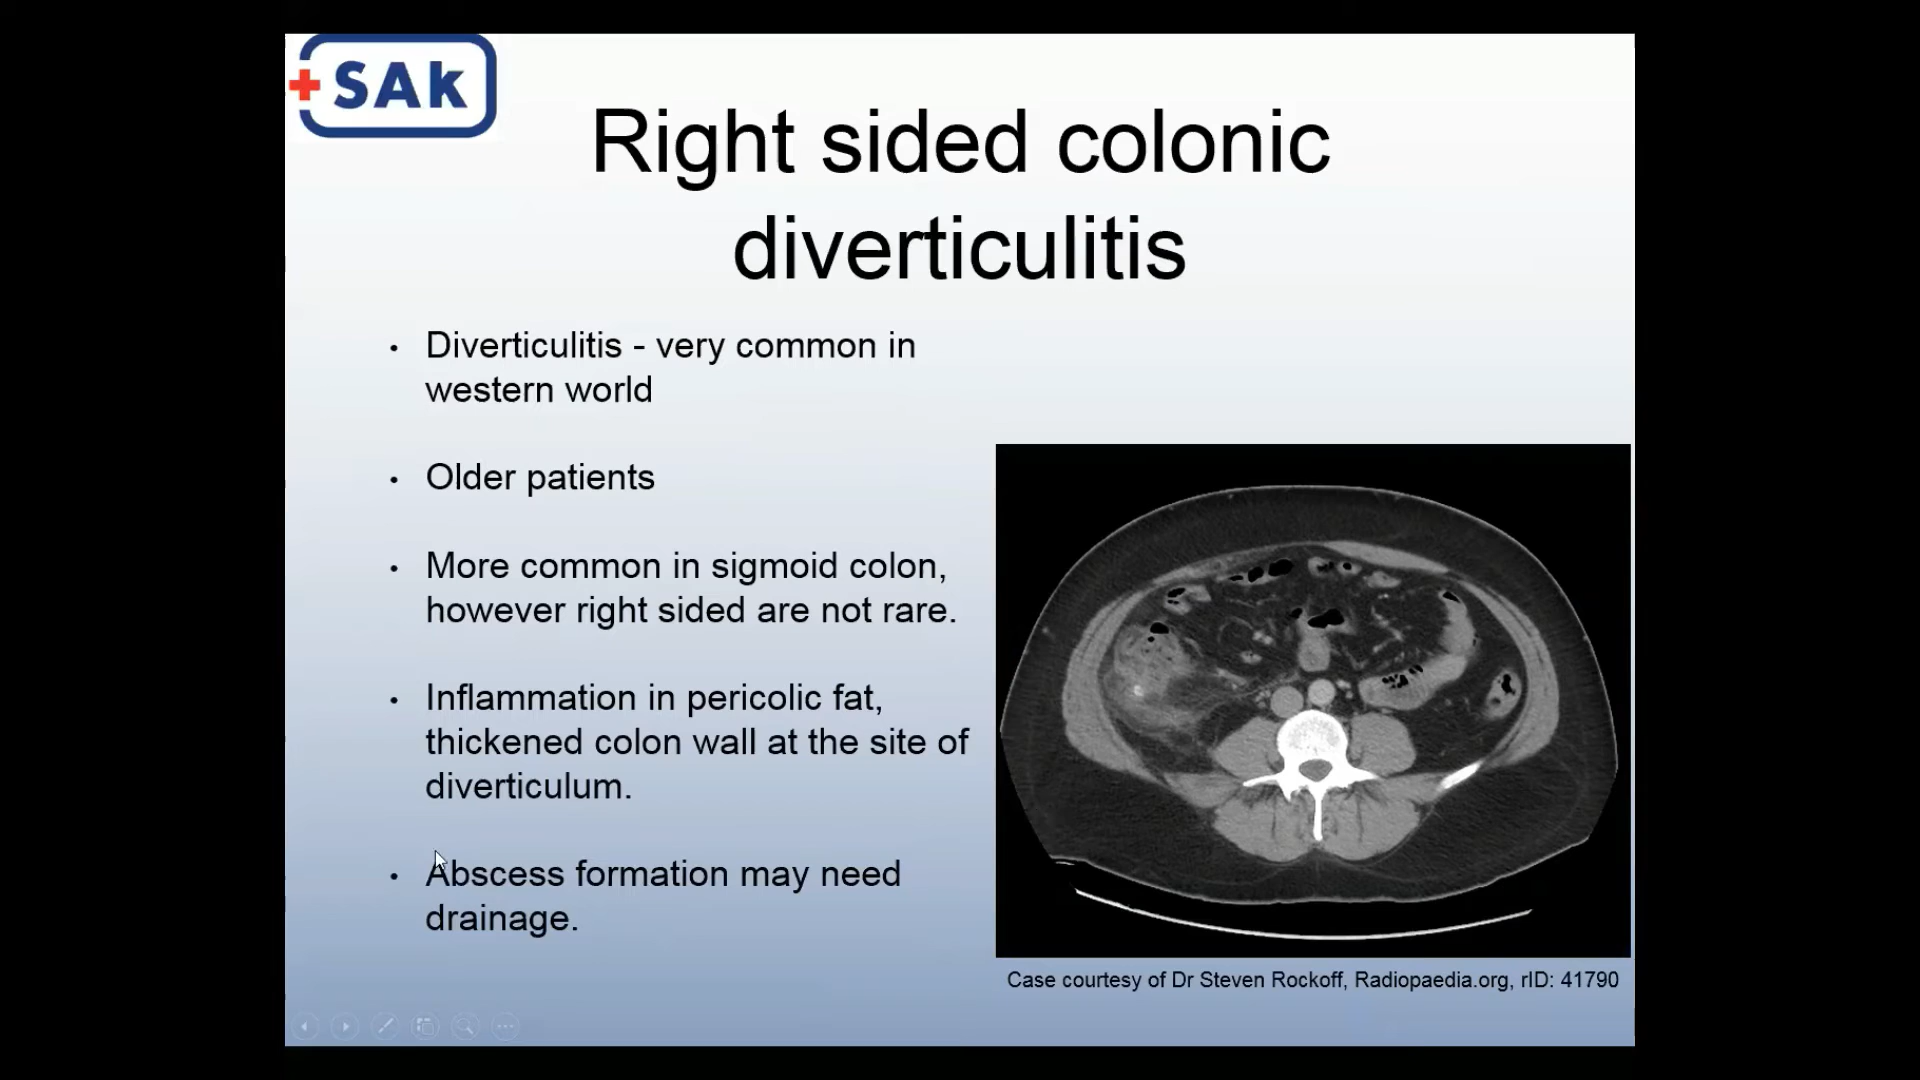 SAk
Right sided colonic
diverticulitis
• Diverticulitis - very common in
western world
• Older patients
• More common in sigmoid colon,
however right sided are not rare.
• Inflammation in pericolic fat,
thickened colon wall at the site of
diverticulum.
• Abscess formation may need
drainage.
Case courtesy of Dr Steven Rockoff, Radiopaedia.org, rID: 41790